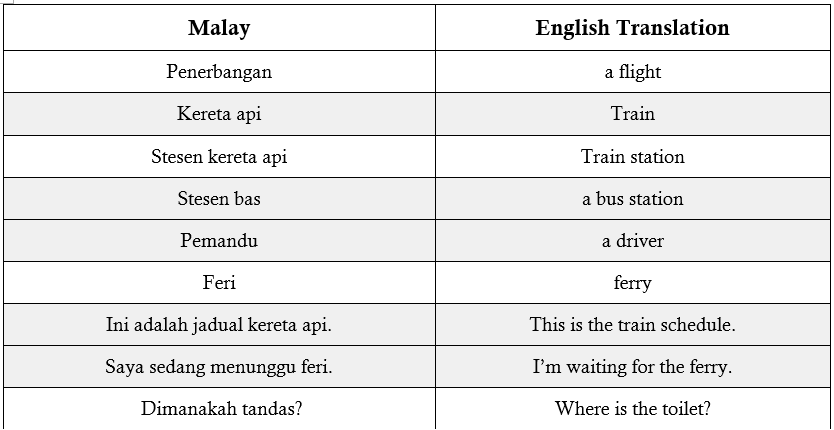 Malay English Translation
Penerbangan a flight
Kereta api Train
Stesen kereta api Train station
Stesen bas a bus station
Pemandu a driver
Feri ferry
Ini adalah jadual kereta api. This is the train schedule.
Saya sedang menunggu feri. I’m waiting for the ferry.
Dimanakah tandas? Where is the toilet?